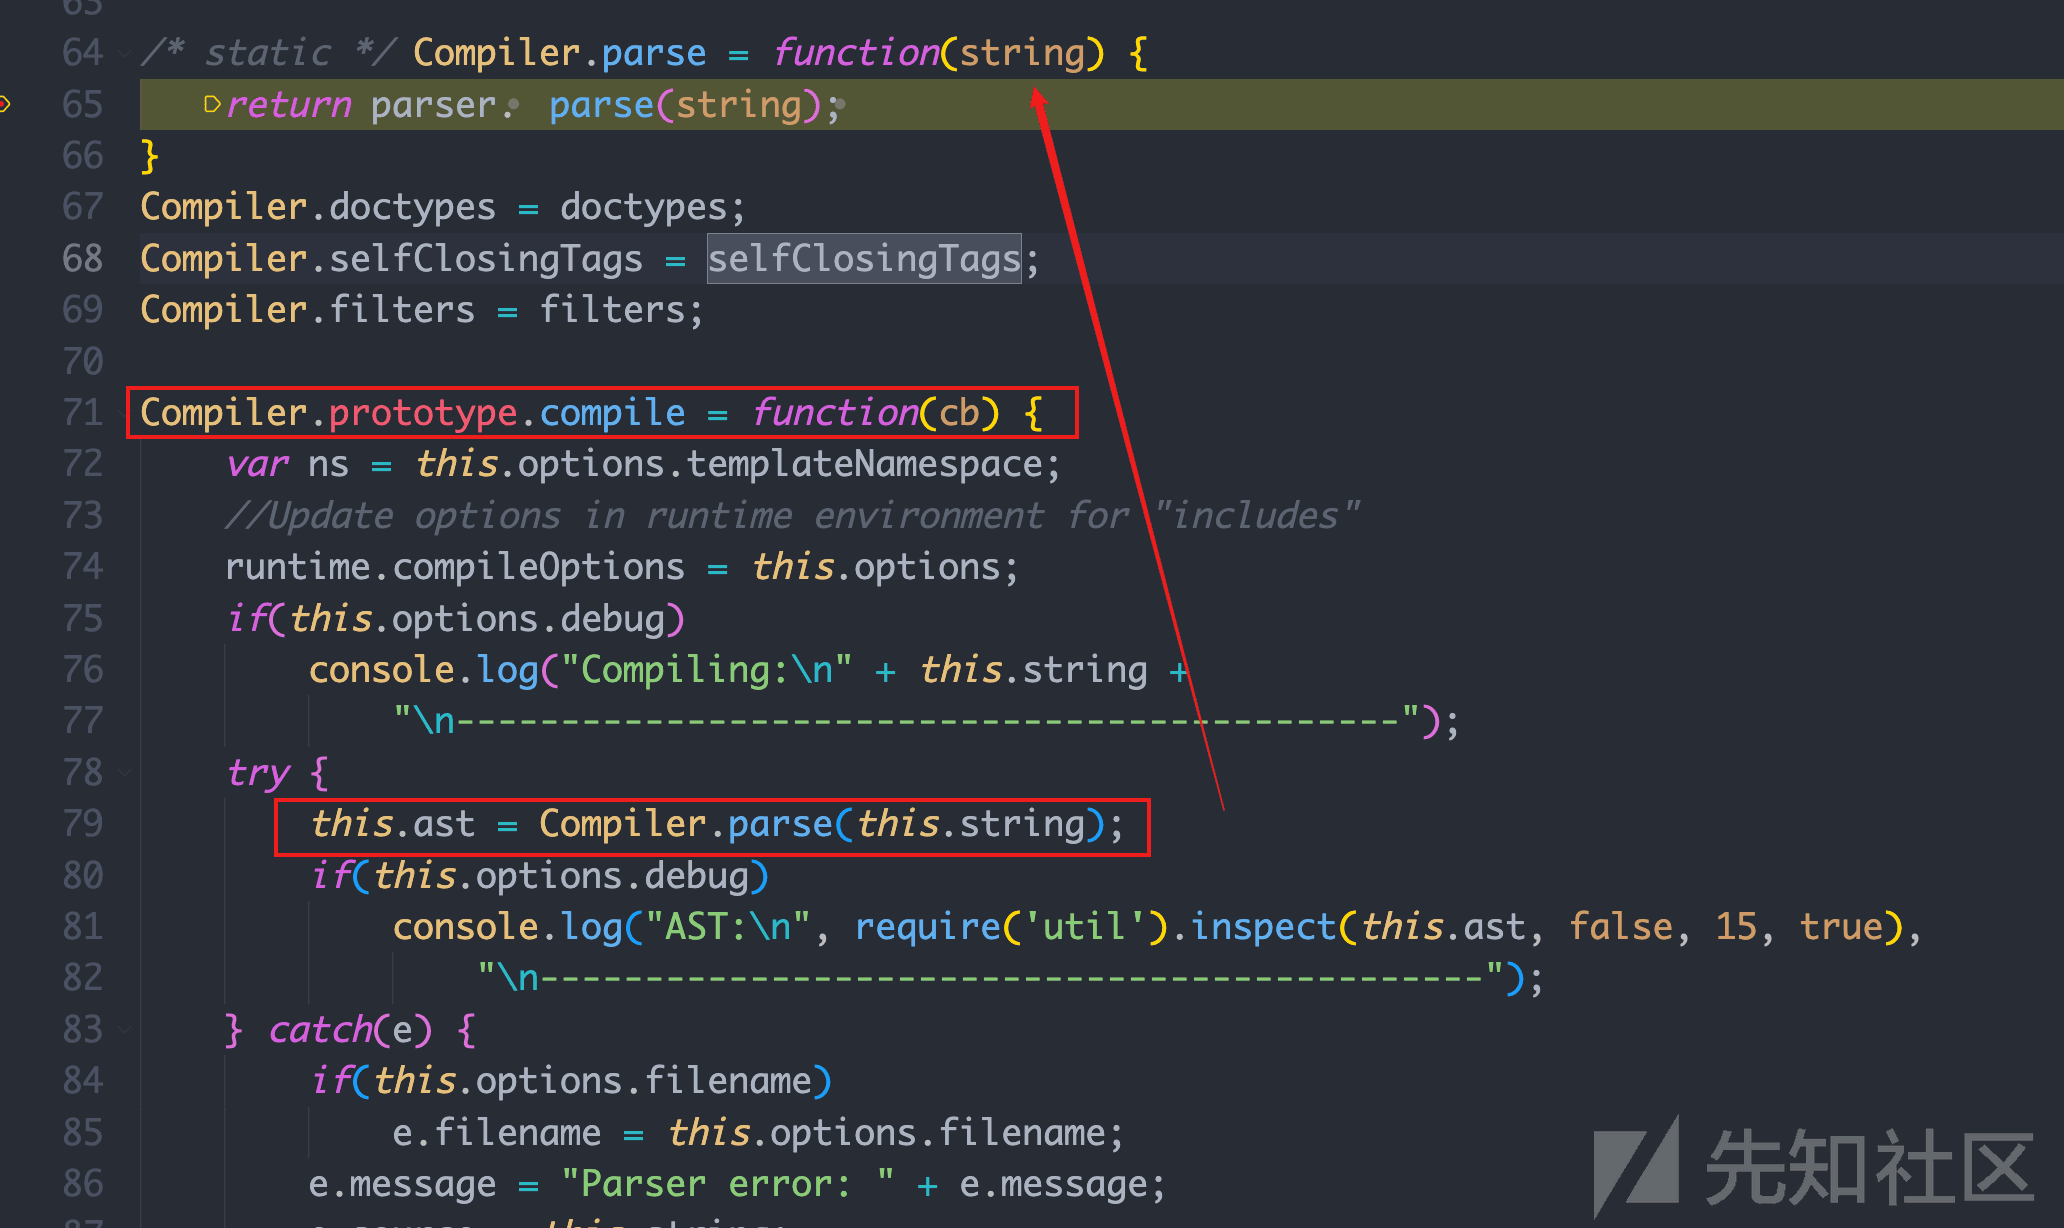 63
64 /* static */ Compiler.parse = function(string) {
65 return parser. parse(string);
66 }
67 Compiler.doctypes = doctypes;
68 Compiler.selfClosingTags = selfClosingTags;
69 Compiler.filters = filters;
70
71 Compiler.prototype.compile = function(cb) {
72 var ns = this.options.templateNamespace;
73 //Update options in runtime environment for "includes"
74 runtime.compileOptions = this.options;
75 if(this.options.debug)
76 console.log("Compiling:\n" + this.string +
77 "\n---------------------------------------------");
78 try {
79 this.ast = Compiler.parse(this.string);
80 if(this.options.debug)
81 console.log("AST:\n", require('util').inspect(this.ast, false, 15, true),
82 "\n---------------------------------------------");
83 } catch(e) {
84 if(this.options.filename)
85 e.filename = this.options.filename;
86 e.message = "Parser error: " + e.message;
先知社区